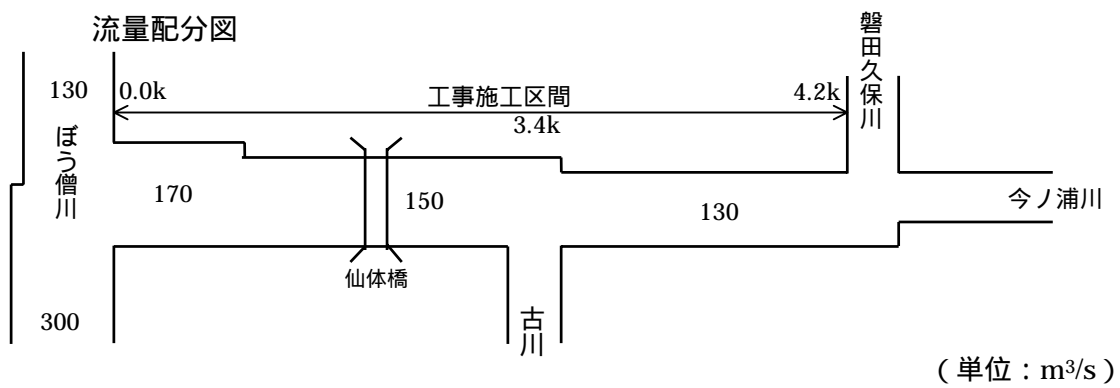 流量配分図
磐田久保川
130
0.0k
工事施工区間
4.2k
3.4k
ぼう僧川
170
150
130
今ノ浦川
仙体橋
300
古川
（単位：m³/s）